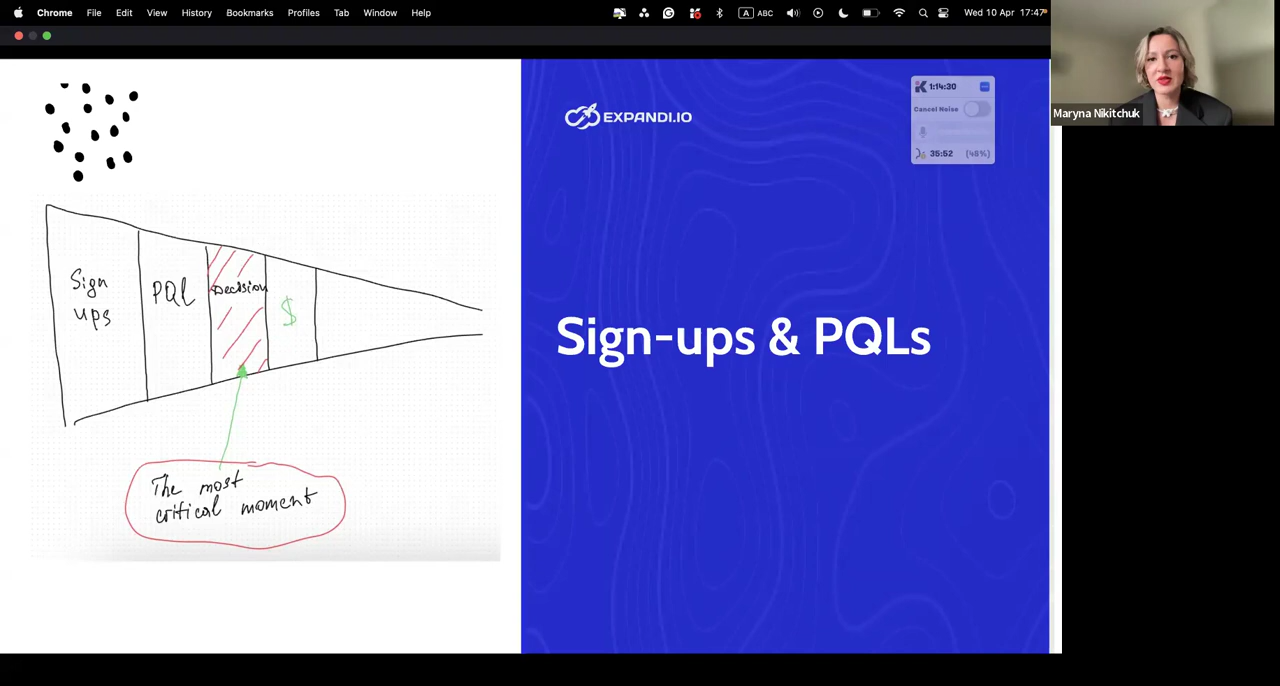 Chrome File Edit View History Bookmarks Profiles Tab Window Help
A ABC
Wed 10 Apr 17:47
EXPANDI.IO
1:14:30
Cancel Noise
35:52 (48%)
Maryna Nikitchuk
Sign
ups
PQL
Decision
$
The most
critical moment
Sign-ups & PQLs